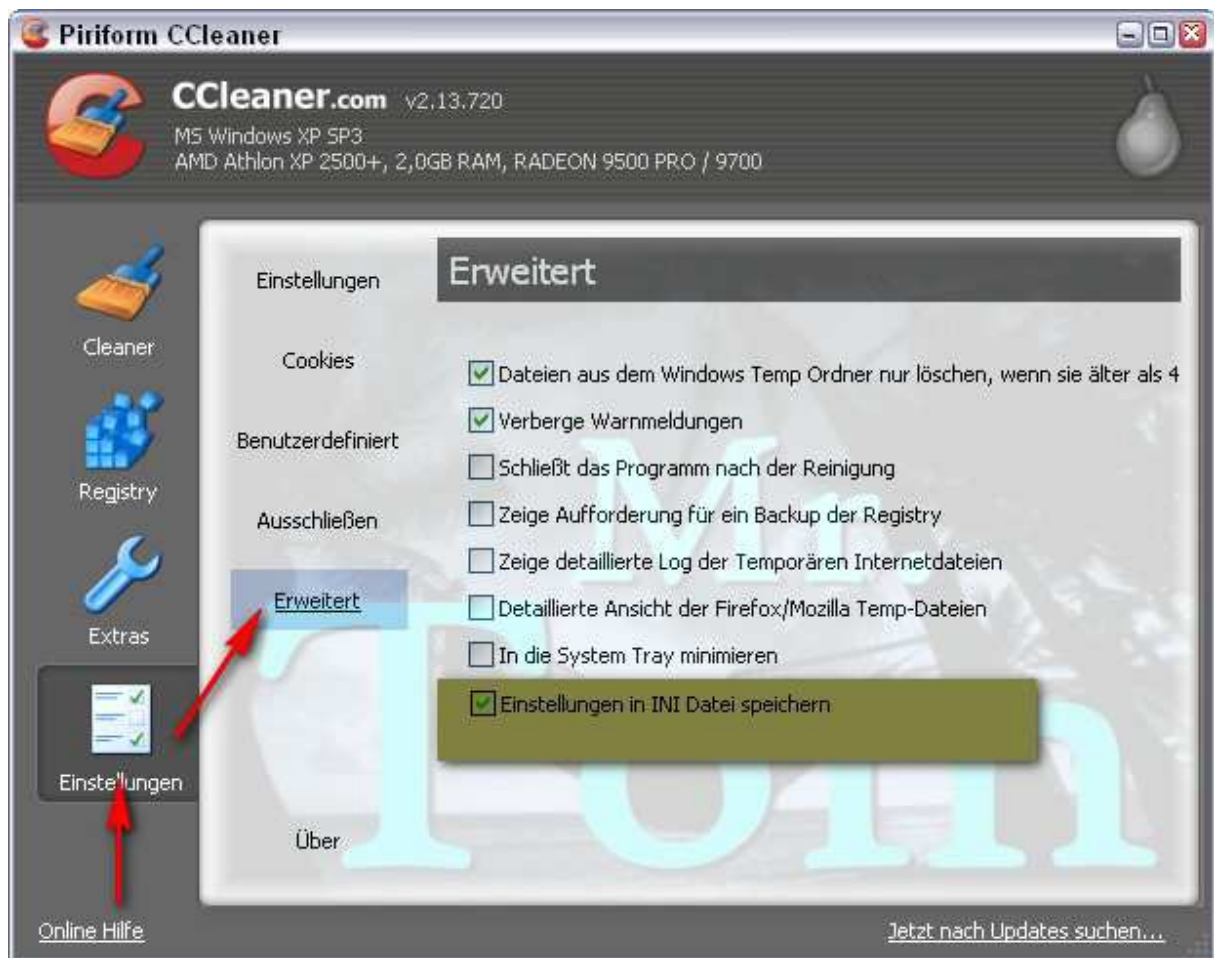 Piriform CCleaner
CCleaner.com v2.13.720
MS Windows XP SP3
AMD Athlon XP 2500+, 2,0GB RAM, RADEON 9500 PRO / 9700
Cleaner
Registry
Extras
Einstellungen
Einstellungen
Cookies
Benutzerdefiniert
Ausschließen
Erweitert
Über
Erweitert
Dateien aus dem Windows Temp Ordner nur löschen, wenn sie älter als 4
Verberge Warnmeldungen
Schließt das Programm nach der Reinigung
Zeige Aufforderung für ein Backup der Registry
Zeige detaillierte Log der Temporären Internetdateien
Detaillierte Ansicht der Firefox/Mozilla Temp-Dateien
In die System Tray minimieren
Einstellungen in INI Datei speichern
Mr.
Tom
Online Hilfe
Jetzt nach Updates suchen...